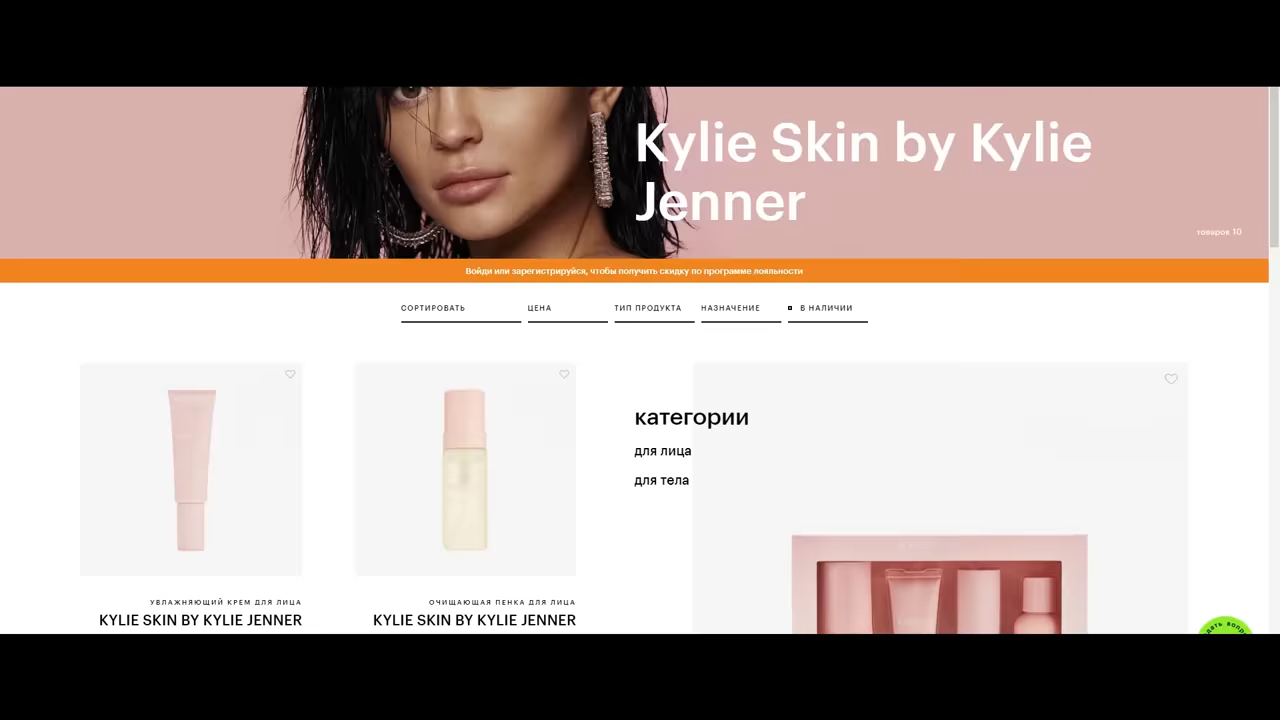 Kylie Skin by Kylie
Jenner
товаров 10
Войди или зарегистрируйся, чтобы получить скидку по программе лояльности
СОРТИРОВАТЬ
ЦЕНА
ТИП ПРОДУКТА
НАЗНАЧЕНИЕ
В НАЛИЧИИ
категории
для лица
для тела
УВЛАЖНЯЮЩИЙ КРЕМ ДЛЯ ЛИЦА
KYLIE SKIN BY KYLIE JENNER
ОЧИЩАЮЩАЯ ПЕНКА ДЛЯ ЛИЦА
KYLIE SKIN BY KYLIE JENNER